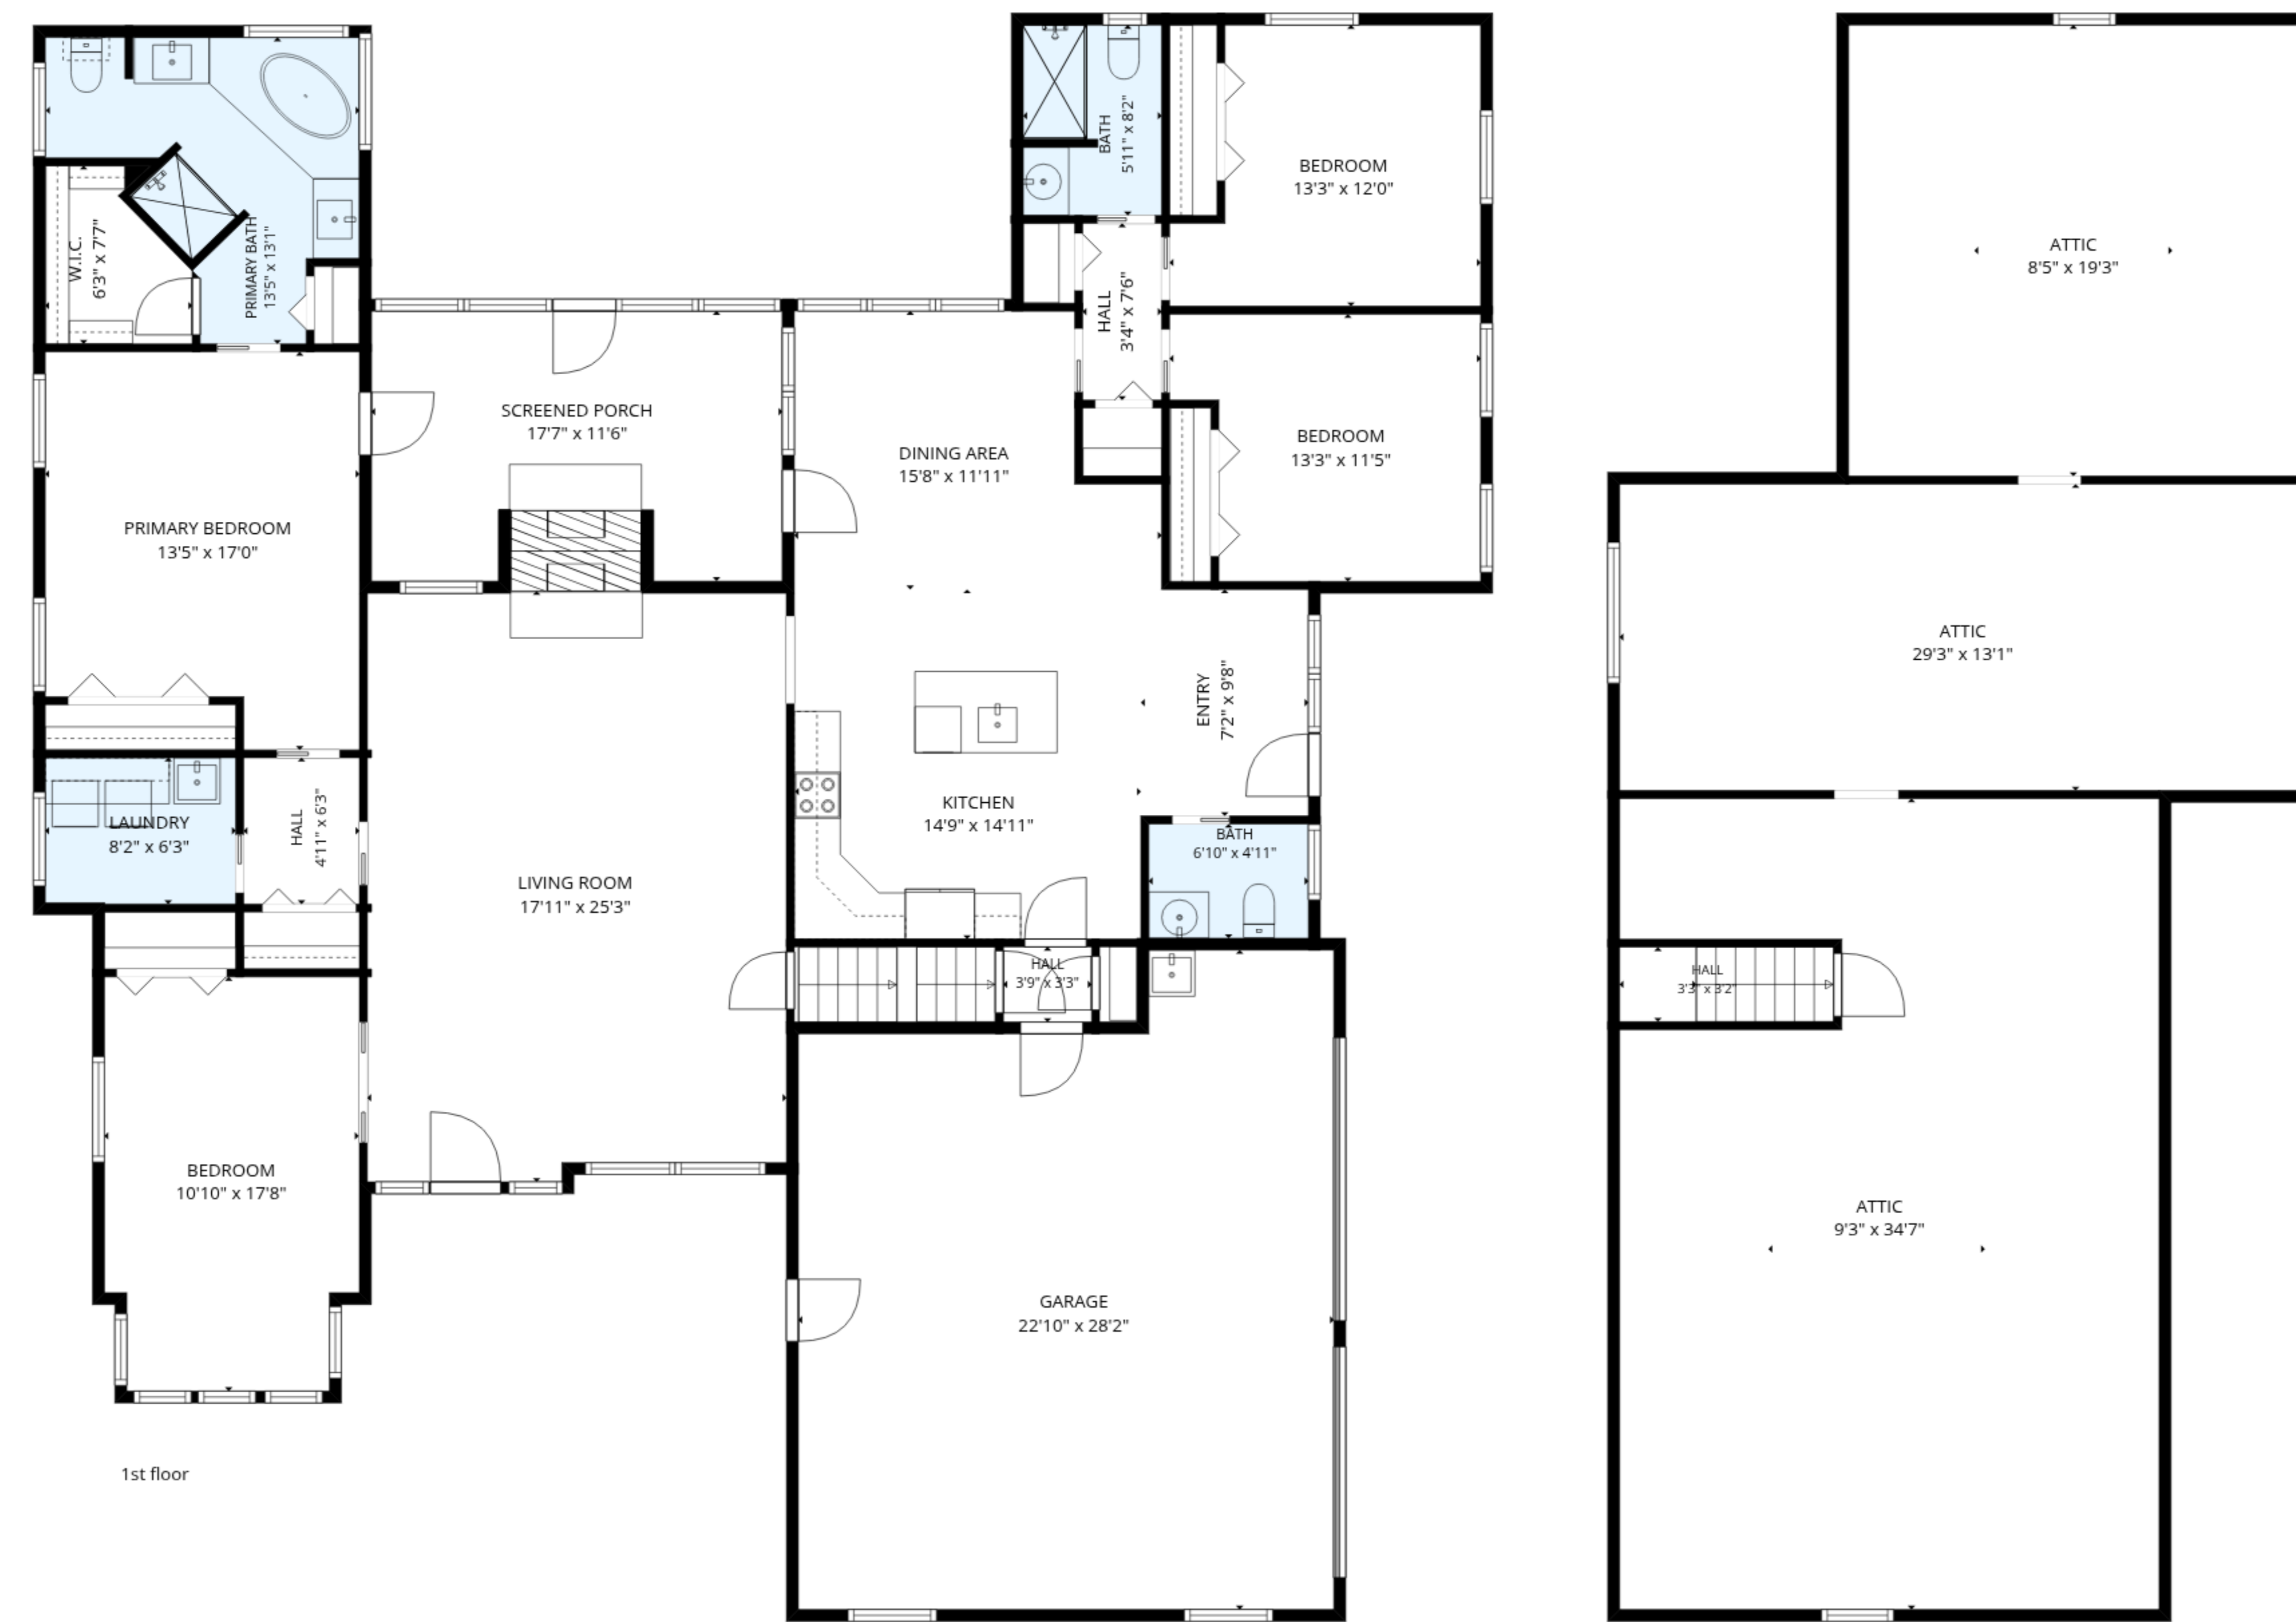 BATH
5'11" x 8'2"
BEDROOM
13'3" x 12'0"
W.I.C.
6'3" x 7'7"
PRIMARY BATH
13'5" x 13'1"
ATTIC
8'5" x 19'3"
HALL
3'4" x 7'6"
SCREENED PORCH
17'7" x 11'6"
DINING AREA
15'8" x 11'11"
BEDROOM
13'3" x 11'5"
PRIMARY BEDROOM
13'5" x 17'0"
ATTIC
29'3" x 13'1"
ENTRY
7'2" x 9'8"
LAUNDRY
8'2" x 6'3"
HALL
4'11" x 6'3"
KITCHEN
14'9" x 14'11"
BATH
6'10" x 4'11"
LIVING ROOM
17'11" x 25'3"
HALL
3'9" x 3'3"
HALL
3'3" x 3'2"
BEDROOM
10'10" x 17'8"
ATTIC
9'3" x 34'7"
GARAGE
22'10" x 28'2"
1st floor